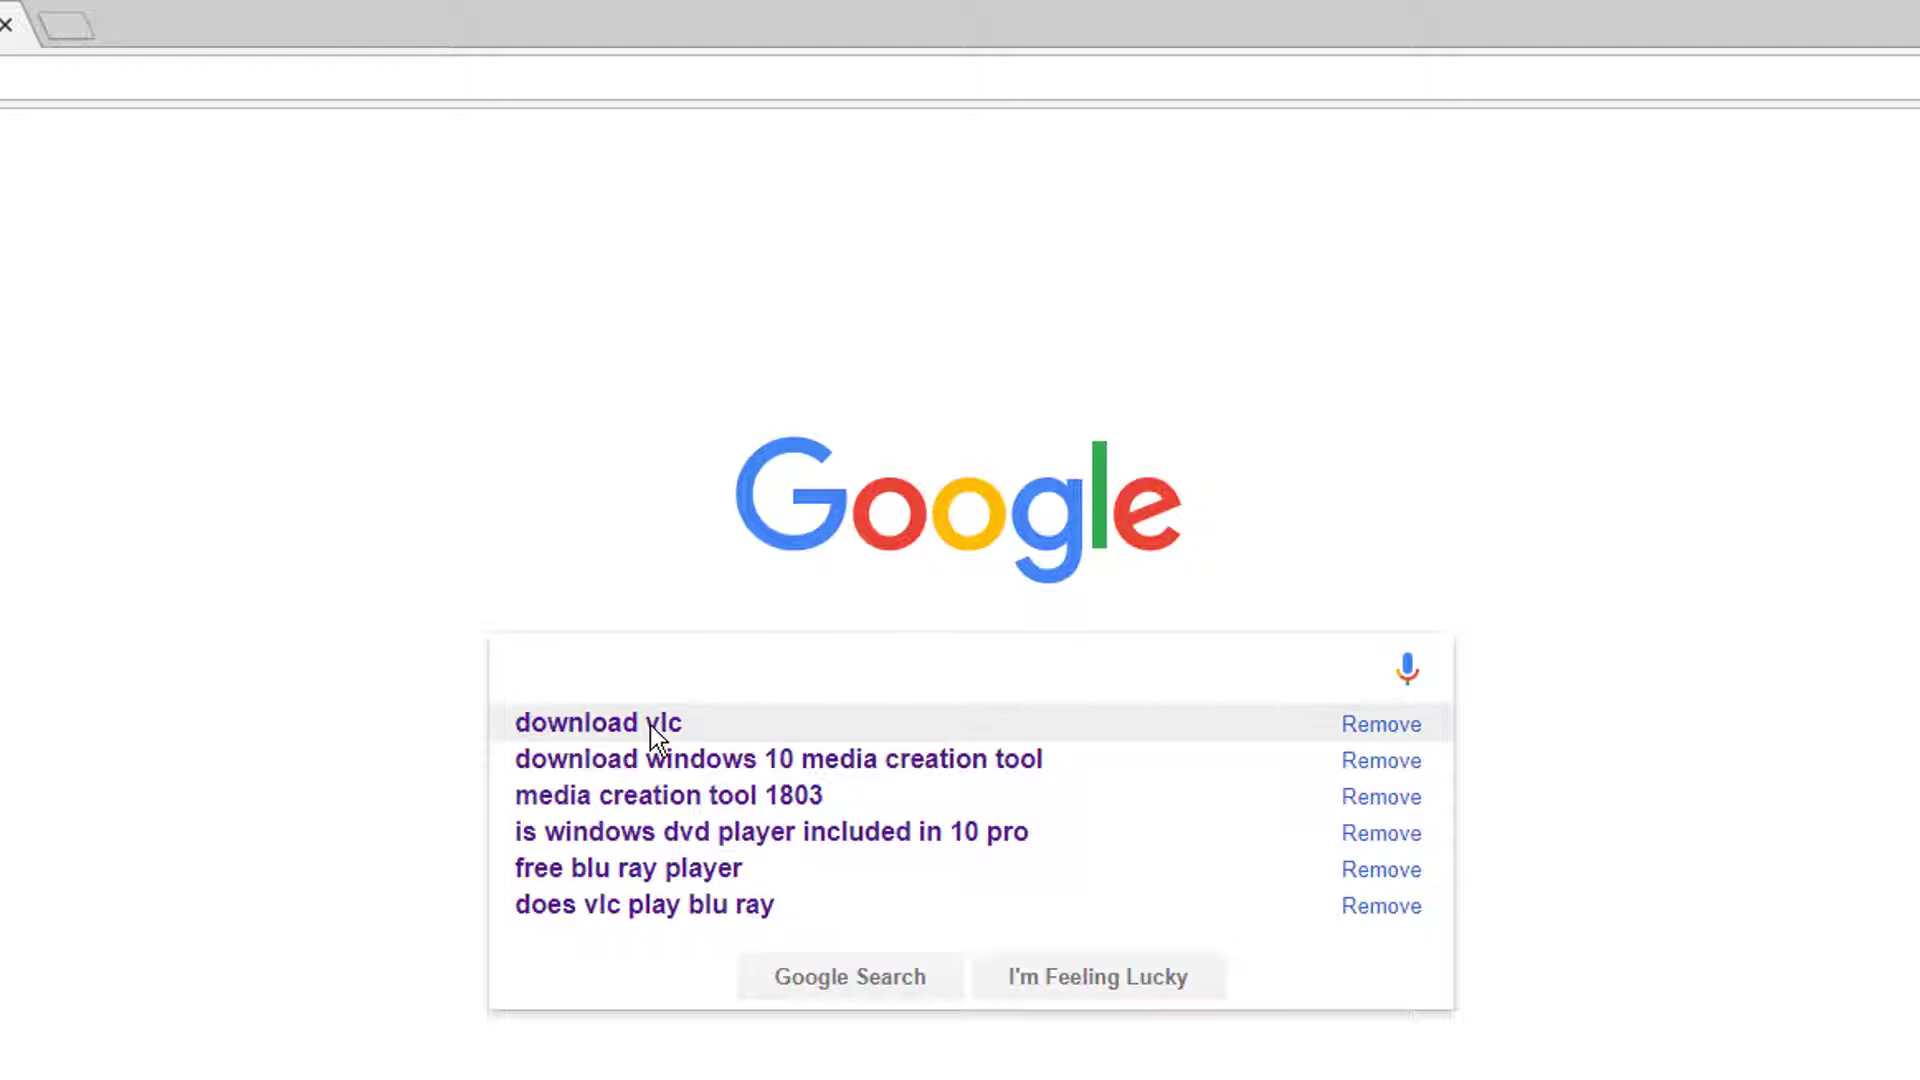 Google
download vlc Remove
download windows 10 media creation tool Remove
media creation tool 1803 Remove
is windows dvd player included in 10 pro Remove
free blu ray player Remove
does vlc play blu ray Remove
Google Search I'm Feeling Lucky